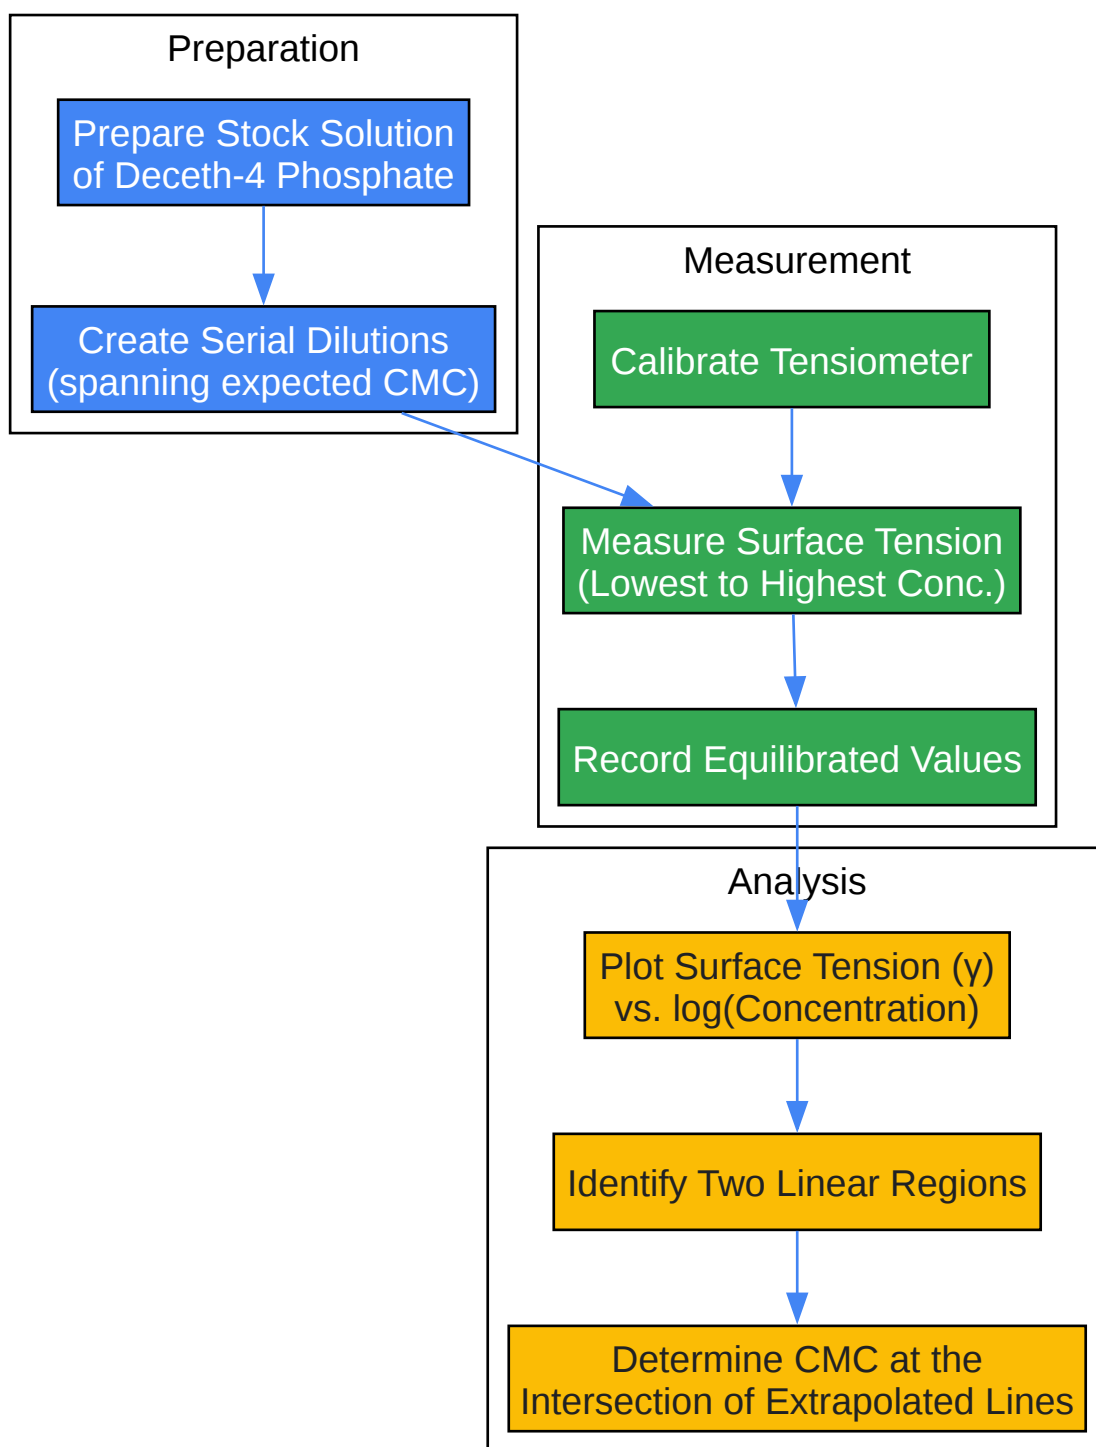 Preparation
Prepare Stock Solution
of Deceth-4 Phosphate
Create Serial Dilutions
(spanning expected CMC)
Measurement
Calibrate Tensiometer
Measure Surface Tension
(Lowest to Highest Conc.)
Record Equilibrated Values
Analysis
Plot Surface Tension (γ)
vs. log(Concentration)
Identify Two Linear Regions
Determine CMC at the
Intersection of Extrapolated Lines